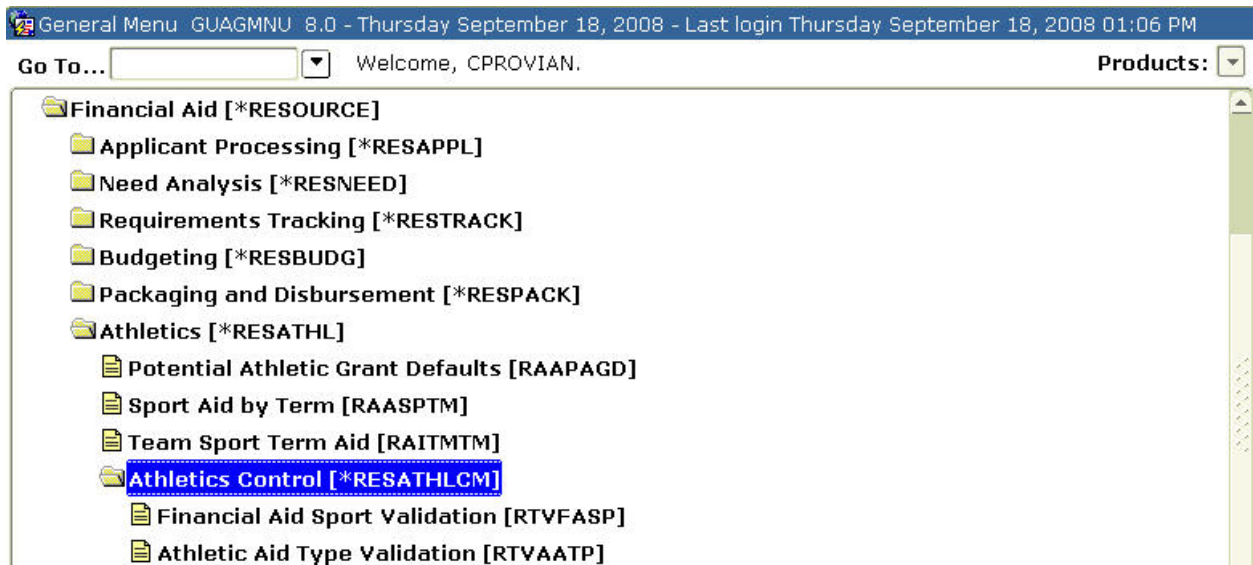 General Menu GUAGMNU 8.0 - Thursday September 18, 2008 - Last login Thursday September 18, 2008 01:06 PM
Go To... Welcome, CPROVIAN. Products:
Financial Aid [*RESOURCE]
Applicant Processing [*RESAPPL]
Need Analysis [*RESNEED]
Requirements Tracking [*RESTRACK]
Budgeting [*RESBUDG]
Packaging and Disbursement [*RESPACK]
Athletics [*RESATHL]
Potential Athletic Grant Defaults [RAAPAGD]
Sport Aid by Term [RAASPTM]
Team Sport Term Aid [RAITMTM]
Athletics Control [*RESATHLCM]
Financial Aid Sport Validation [RTVFASP]
Athletic Aid Type Validation [RTVAATP]